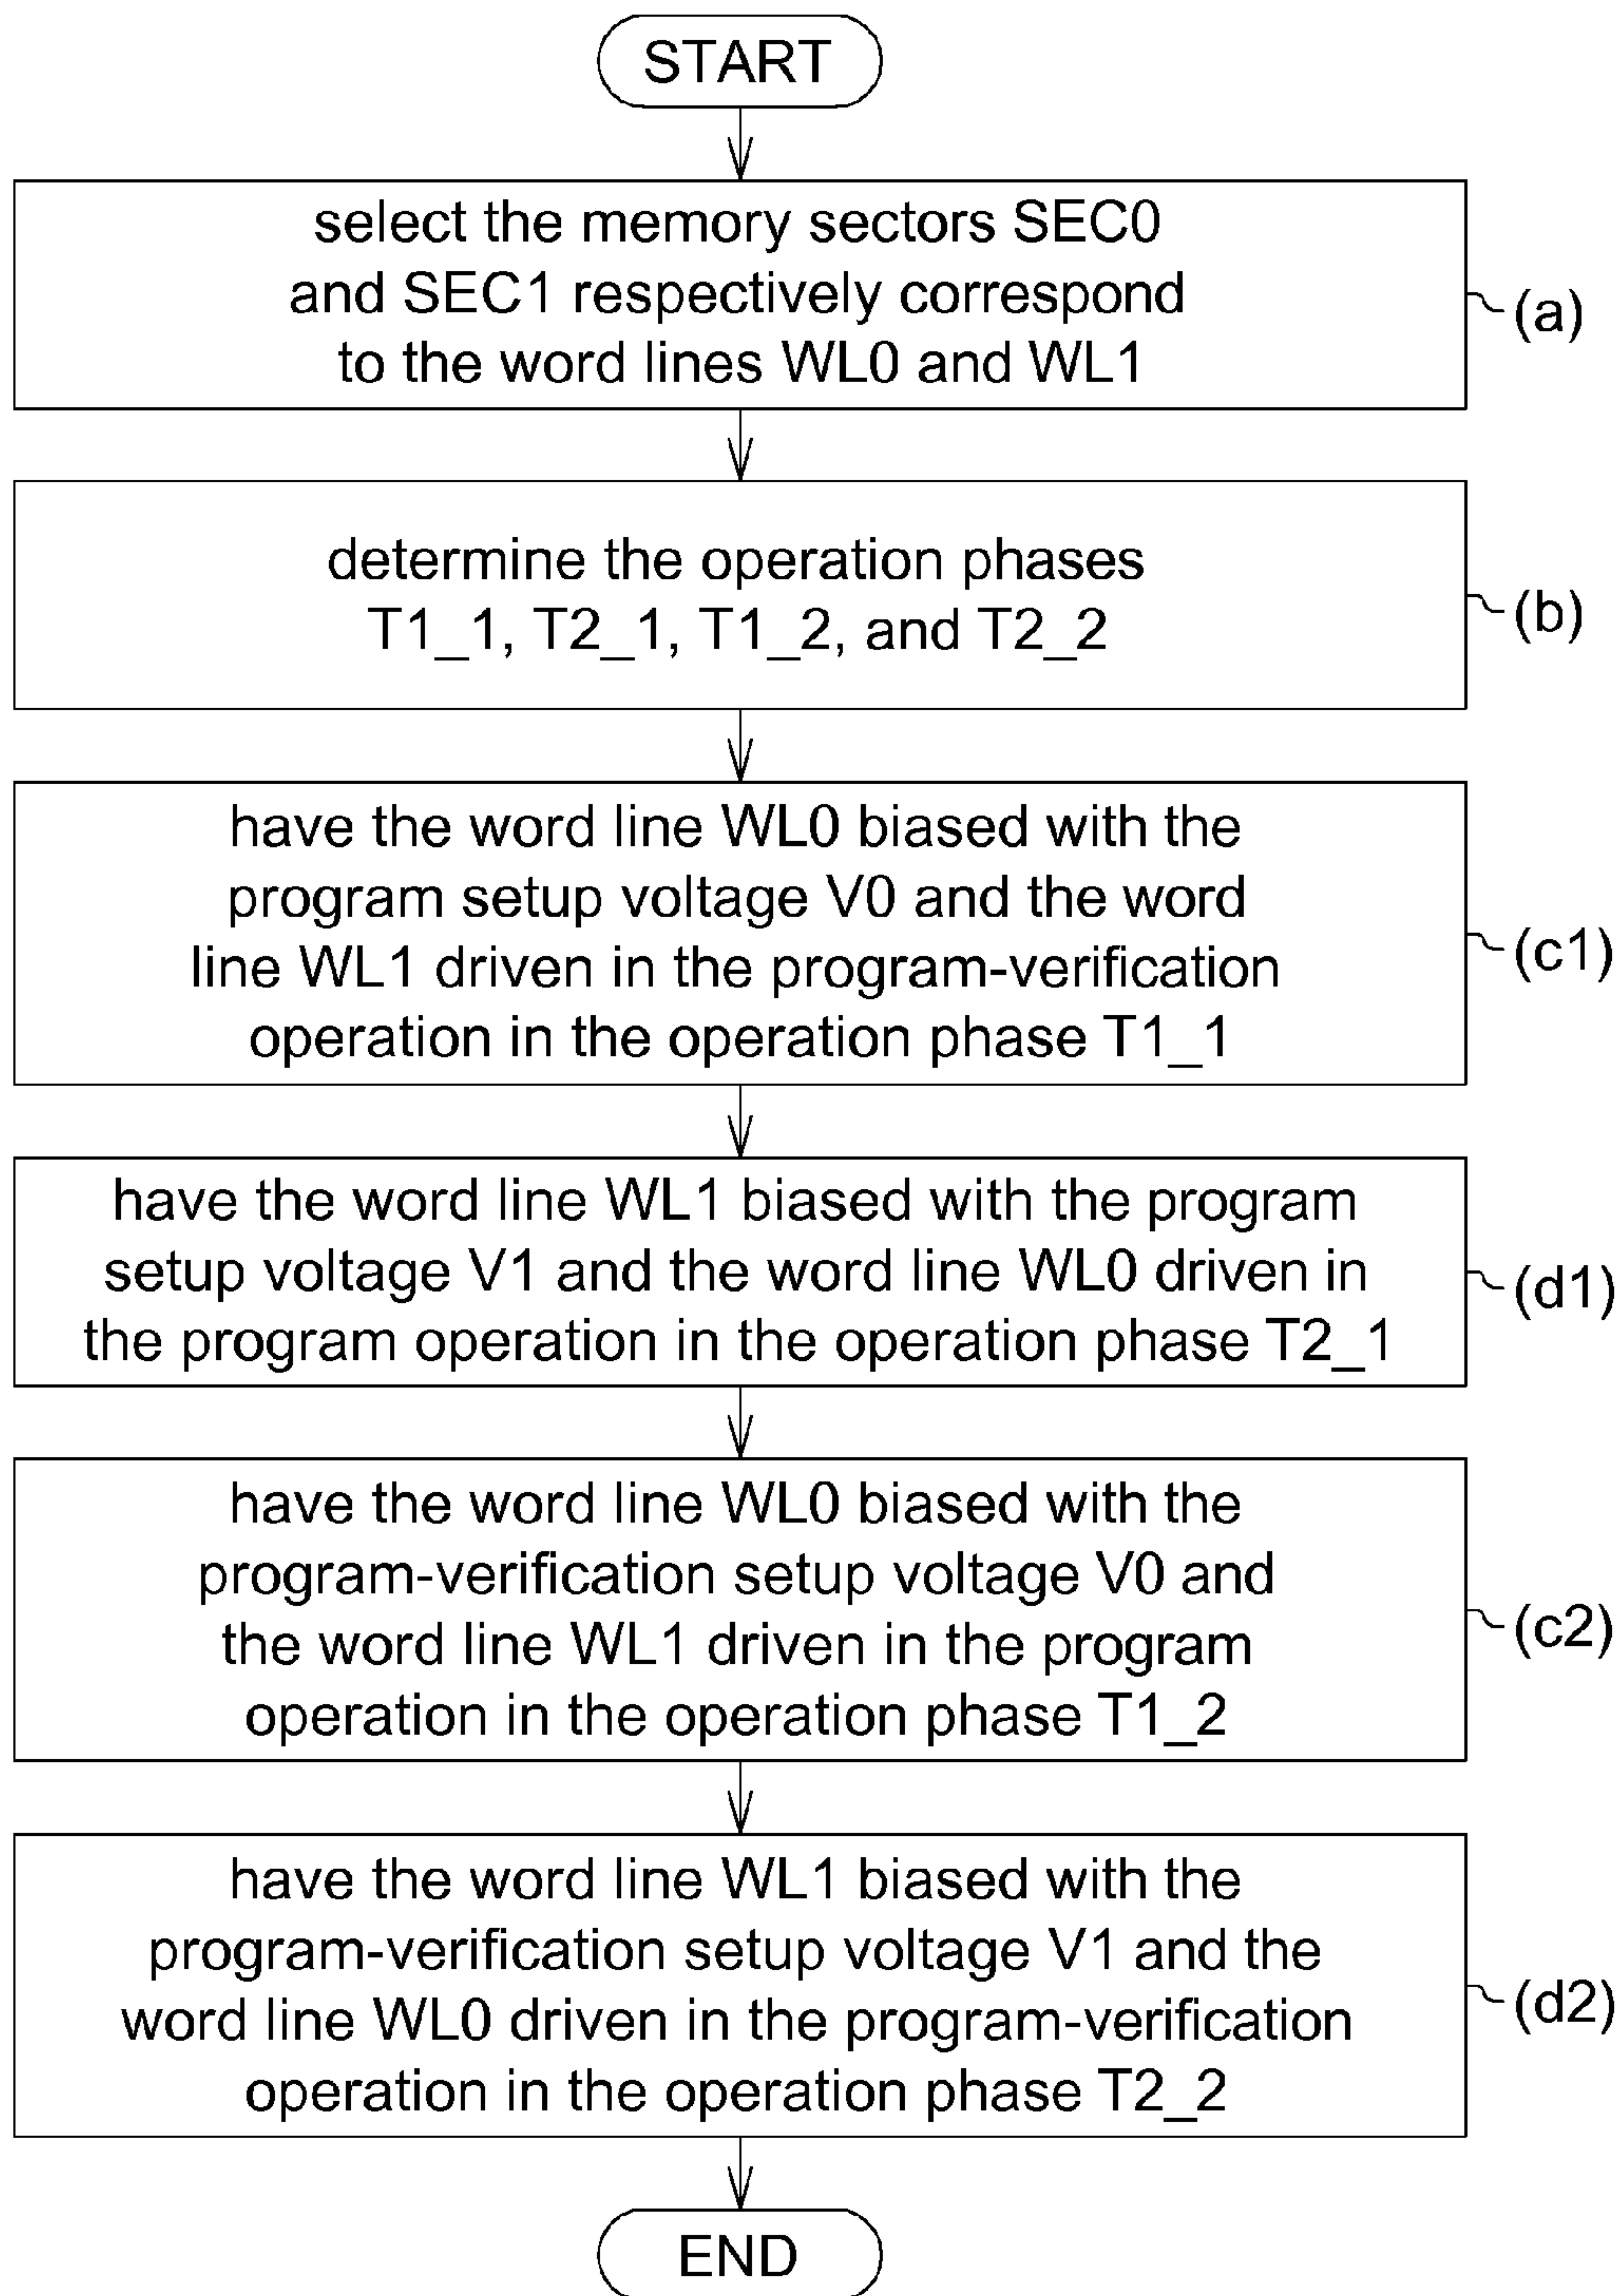 START
select the memory sectors SEC0
and SEC1 respectively correspond
to the word lines WL0 and WL1
(a)
determine the operation phases
T1_1, T2_1, T1_2, and T2_2
(b)
have the word line WL0 biased with the
program setup voltage V0 and the word
line WL1 driven in the program-verification
operation in the operation phase T1_1
(c1)
have the word line WL1 biased with the program
setup voltage V1 and the word line WL0 driven in
the program operation in the operation phase T2_1
(d1)
have the word line WL0 biased with the
program-verification setup voltage V0 and
the word line WL1 driven in the program
operation in the operation phase T1_2
(c2)
have the word line WL1 biased with the
program-verification setup voltage V1 and the
word line WL0 driven in the program-verification
operation in the operation phase T2_2
(d2)
END